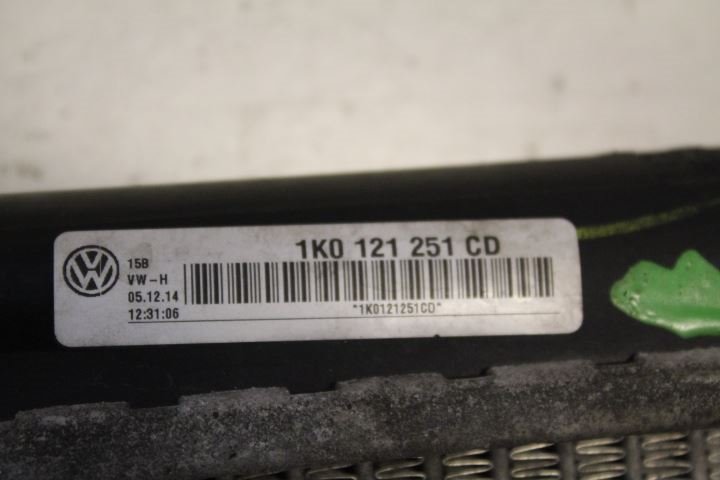 1K0 121 251 CD
15B
VW-H
05.12.14
12:31:06
"1K0121251CD"